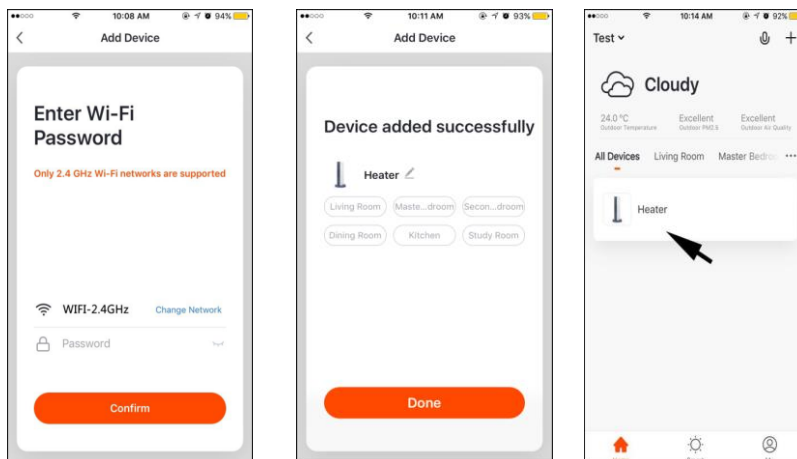 10:08 AM 94%
Add Device
Enter Wi-Fi
Password
Only 2.4 GHz Wi-Fi networks are supported
WIFI-2.4GHz Change Network
Password
Confirm
10:11 AM 93%
Add Device
Device added successfully
Heater
Living Room Maste...droom Secon...droom
Dining Room Kitchen Study Room
Done
10:14 AM 92%
Test
Cloudy
24.0 °C Excellent Excellent
Outdoor Temperature Outdoor PM2.5 Outdoor Air Quality
All Devices Living Room Master Bedro
Heater